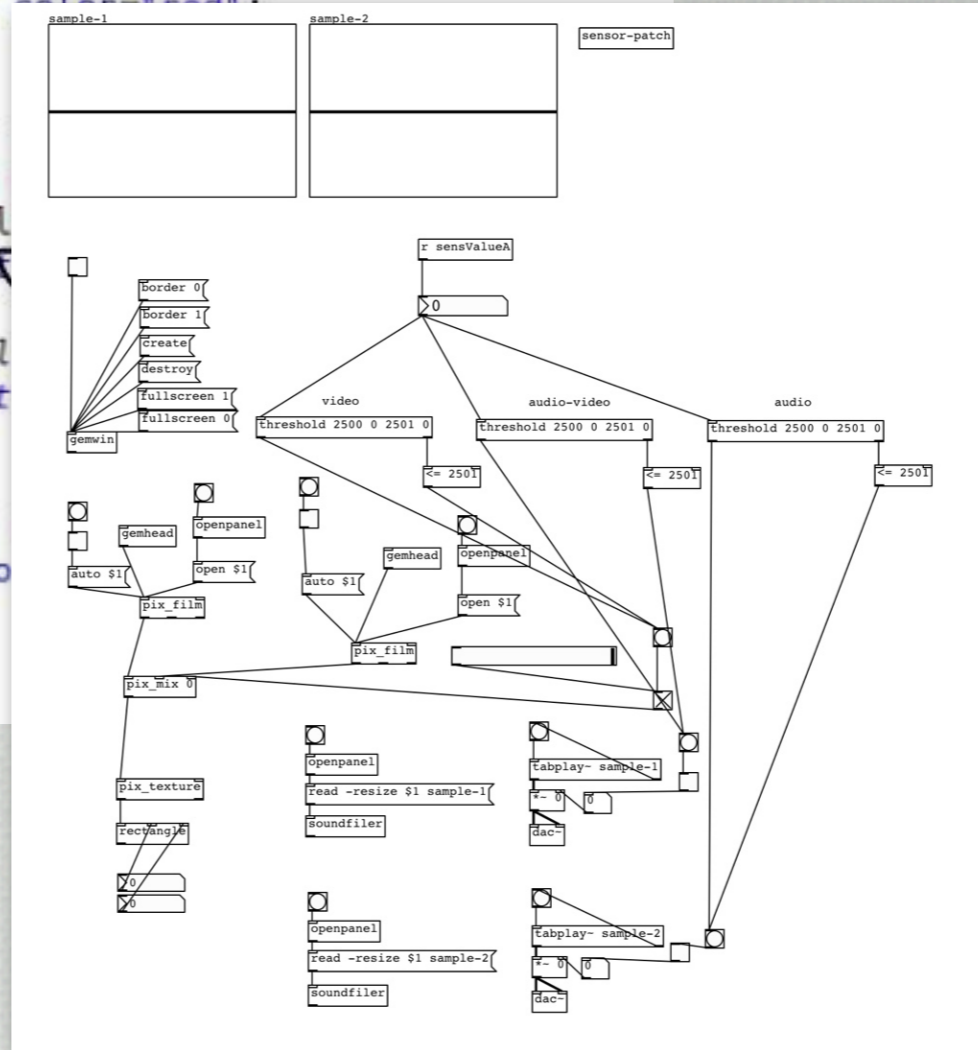 sample-1
sample-2
sensor-patch
r sensValueA
0
border 0
border 1
create
destroy
fullscreen 1
fullscreen 0
gemwin
video
audio-video
audio
threshold 2500 0 2501 0
threshold 2500 0 2501 0
threshold 2500 0 2501 0
<= 2501
<= 2501
<= 2501
openpanel
gemhead
auto $1
open $1
pix_film
gemhead
openpanel
auto $1
open $1
pix_film
pix_mix 0
pix_texture
rectangle
0
0
openpanel
read -resize $1 sample-1
soundfiler
tabplay~ sample-1
*~ 0
0
dac~
openpanel
read -resize $1 sample-2
soundfiler
tabplay~ sample-2
*~ 0
0
dac~